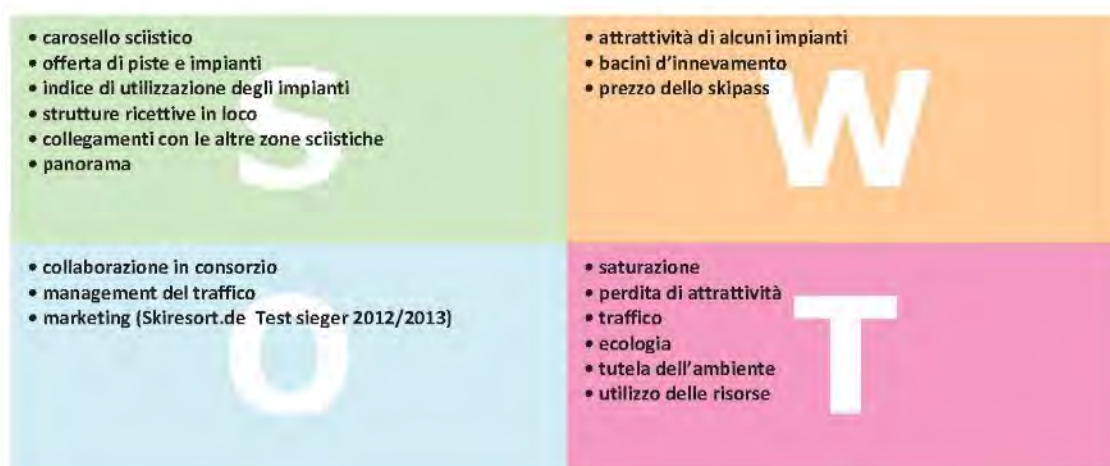 • carosello sciistico
• offerta di piste e impianti
• indice di utilizzazione degli impianti
• strutture ricettive in loco
• collegamenti con le altre zone sciistiche
• panorama
S
• attrattività di alcuni impianti
• bacini d'innevamento
• prezzo dello skipass
W
• collaborazione in consorzio
• management del traffico
• marketing (Skiresort.de Test sieger 2012/2013)
O
• saturazione
• perdita di attrattività
• traffico
• ecologia
• tutela dell'ambiente
• utilizzo delle risorse
T